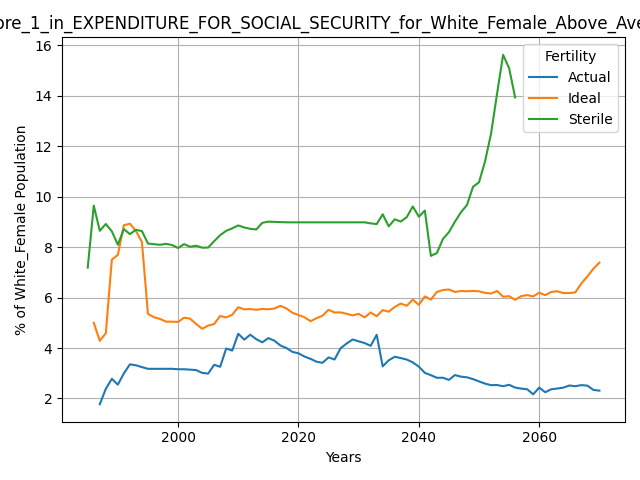 ore_1_in_EXPENDITURE_FOR_SOCIAL_SECURITY_for_White_Female_Above_Ave
Fertility
Actual
Ideal
Sterile
% of White_Female Population
16
14
12
10
8
6
4
2
2000 2020 2040 2060
Years